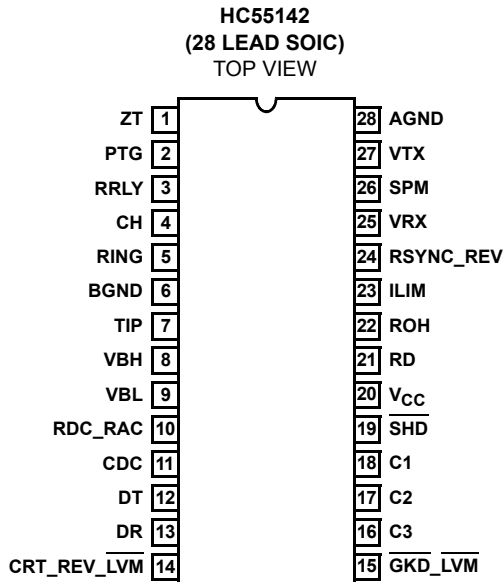 HC55142
(28 LEAD SOIC)
TOP VIEW
ZT 1 28 AGND
PTG 2 27 VTX
RRLY 3 26 SPM
CH 4 25 VRX
RING 5 24 RSYNC_REV
BGND 6 23 ILIM
TIP 7 22 ROH
VBH 8 21 RD
VBL 9 20 VCC
RDC_RAC 10 19 S̅H̅D̅
CDC 11 18 C1
DT 12 17 C2
DR 13 16 C3
CRT_REV_L̅V̅M̅ 14 15 G̅K̅D̅_L̅V̅M̅